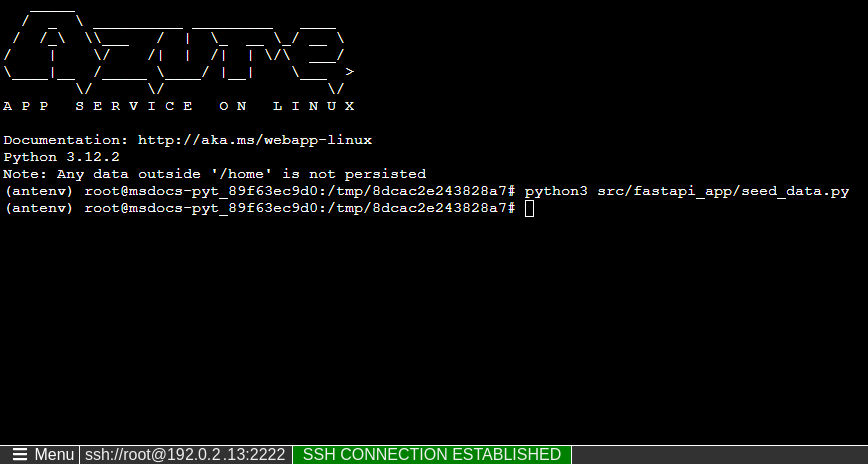 A P P   S E R V I C E   O N   L I N U X
Documentation: http://aka.ms/webapp-linux
Python 3.12.2
Note: Any data outside '/home' is not persisted
(antenv) root@msdocs-pyt_89f63ec9d0:/tmp/8dcac2e243828a7# python3 src/fastapi_app/seed_data.py
(antenv) root@msdocs-pyt_89f63ec9d0:/tmp/8dcac2e243828a7#
☰ Menu ssh://root@192.0.2.13:2222 SSH CONNECTION ESTABLISHED